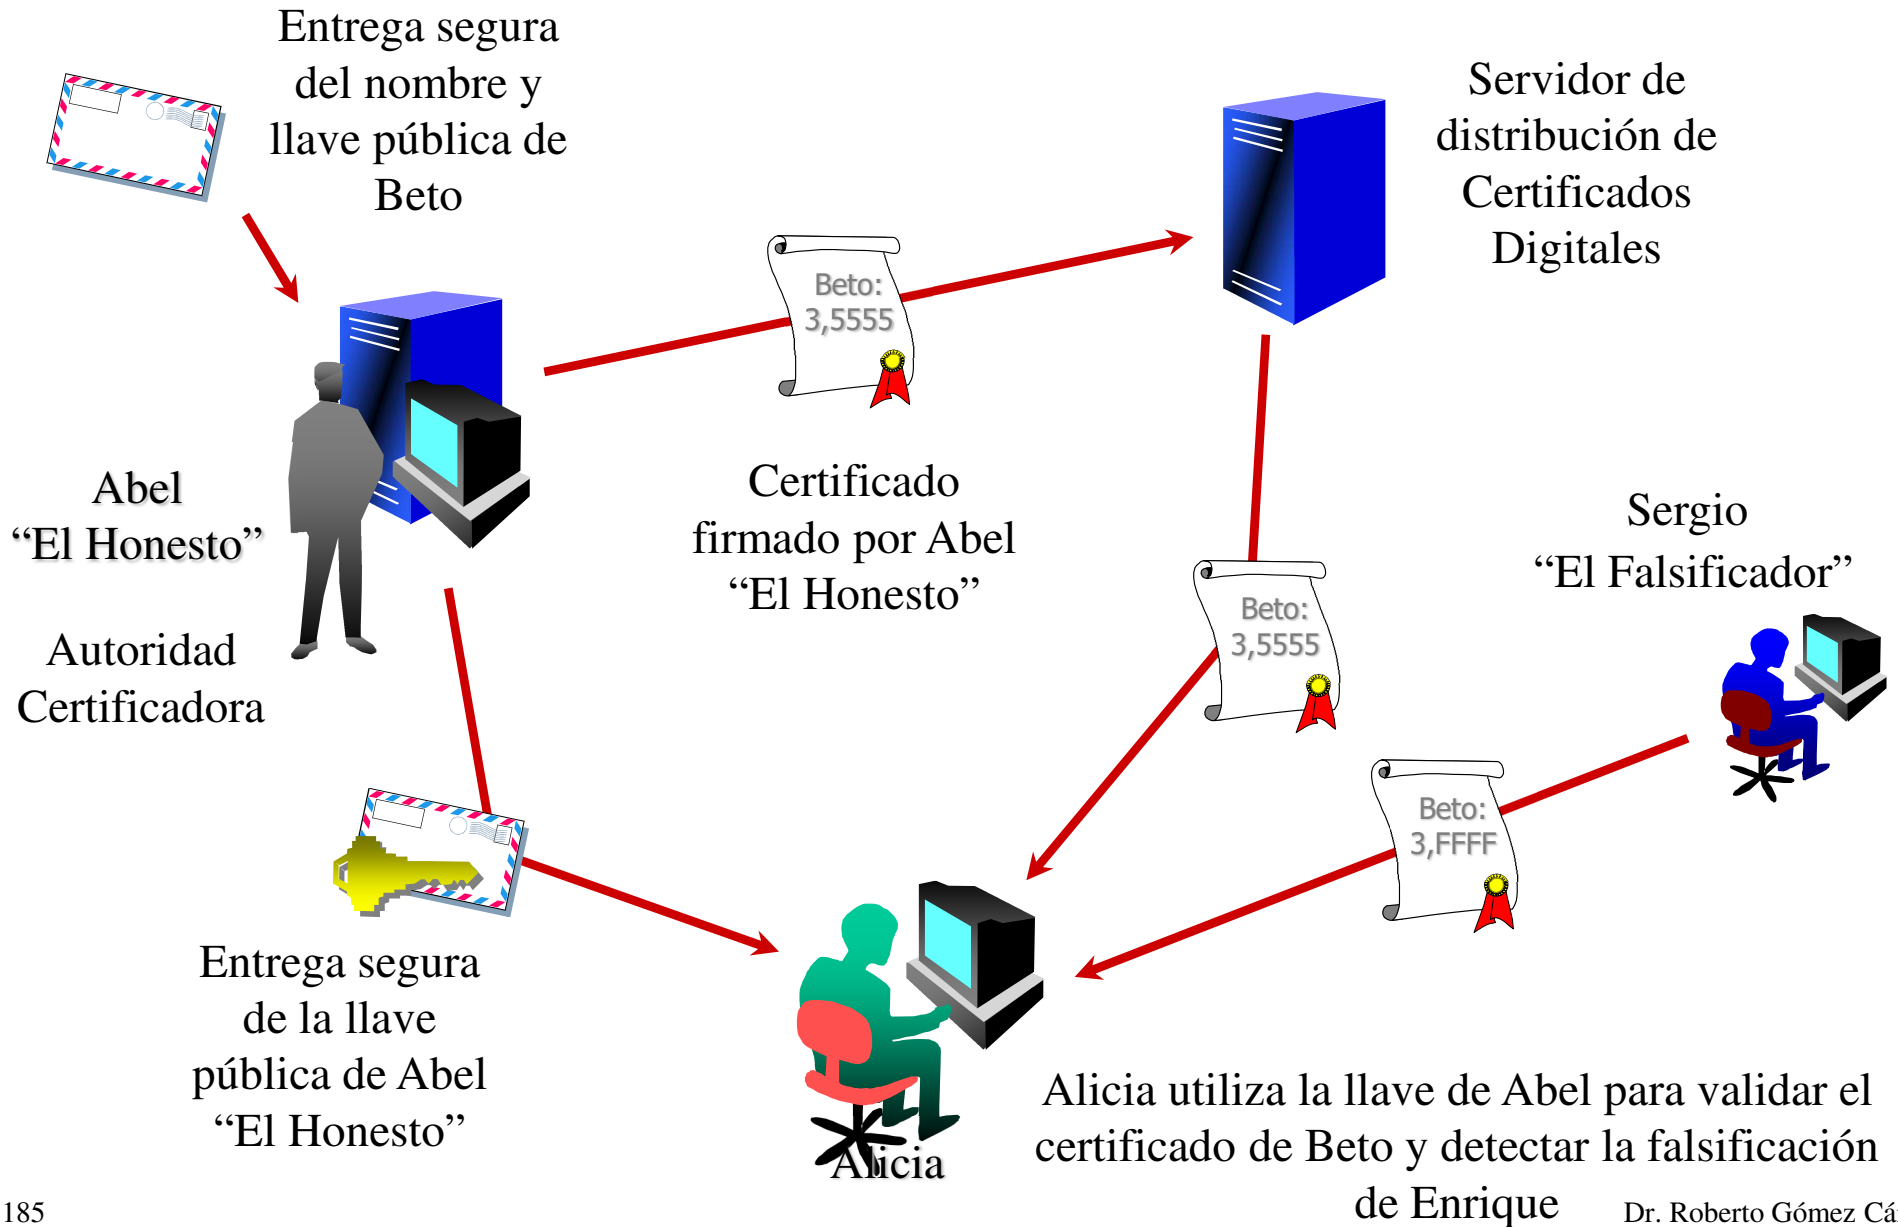 Entrega segura
del nombre y
llave pública de
Beto
Servidor de
distribución de
Certificados
Digitales
Beto:
3,5555
Abel
“El Honesto”
Certificado
firmado por Abel
“El Honesto”
Sergio
“El Falsificador”
Beto:
3,5555
Autoridad
Certificadora
Beto:
3,FFFF
Entrega segura
de la llave
pública de Abel
“El Honesto”
Alicia
Alicia utiliza la llave de Abel para validar el
certificado de Beto y detectar la falsificación
de Enrique
185
Dr. Roberto Gómez Cá